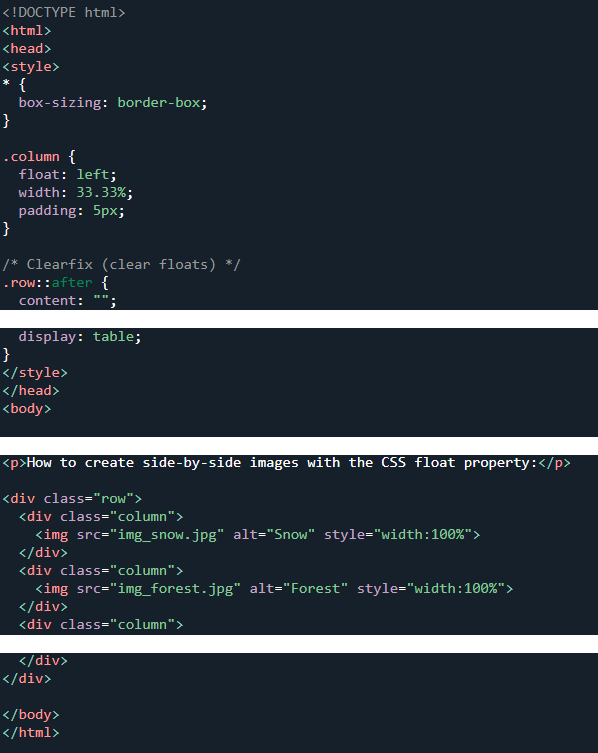 <!DOCTYPE html>
<html>
<head>
<style>
* {
  box-sizing: border-box;
}

.column {
  float: left;
  width: 33.33%;
  padding: 5px;
}

/* Clearfix (clear floats) */
.row::after {
  content: "";
  display: table;
}
</style>
</head>
<body>

<p>How to create side-by-side images with the CSS float property:</p>

<div class="row">
  <div class="column">
    <img src="img_snow.jpg" alt="Snow" style="width:100%">
  </div>
  <div class="column">
    <img src="img_forest.jpg" alt="Forest" style="width:100%">
  </div>
  <div class="column">
  </div>
</div>

</body>
</html>